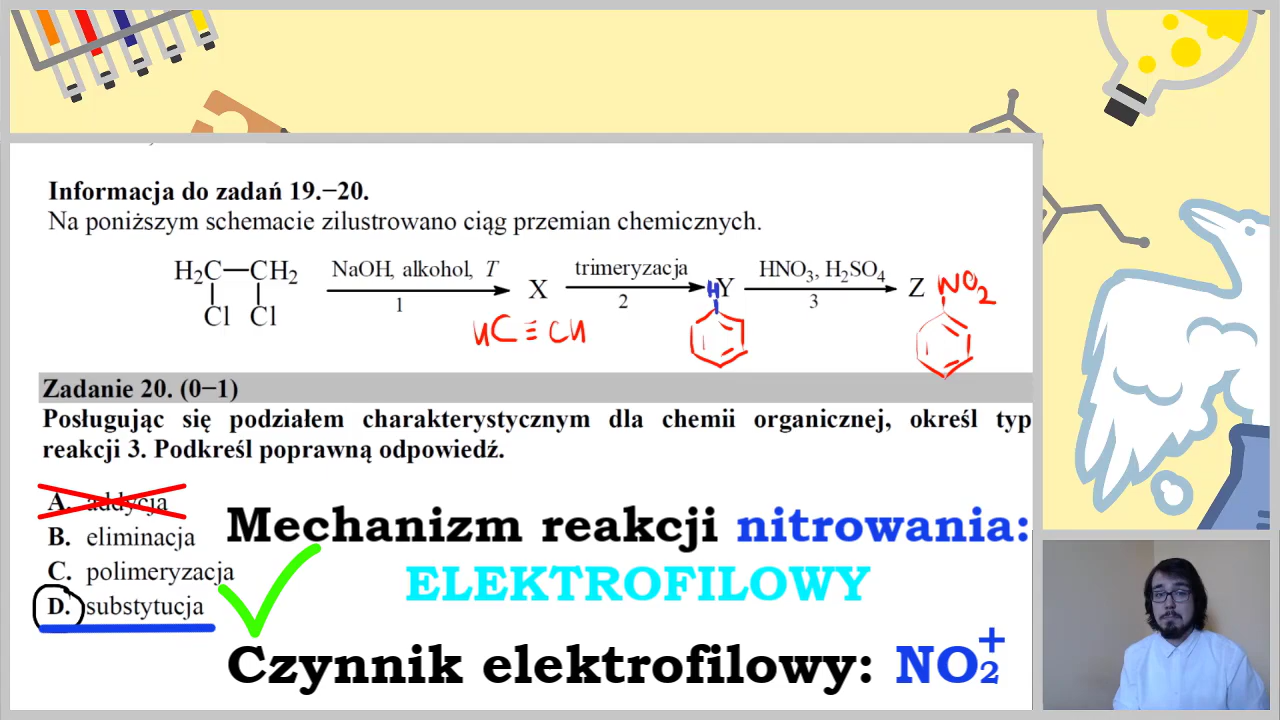 Informacja do zadań 19.−20.
Na poniższym schemacie zilustrowano ciąg przemian chemicznych.
H₂C—CH₂ NaOH, alkohol, T X trimeryzacja HY HNO₃, H₂SO₄ Z NO₂
1 2 3
Cl Cl HC≡CH
Zadanie 20. (0−1)
Posługując się podziałem charakterystycznym dla chemii organicznej, określ typ
reakcji 3. Podkreśl poprawną odpowiedź.
A. addycja
B. eliminacja
C. polimeryzacja
D. substytucja
Mechanizm reakcji nitrowania:
ELEKTROFILOWY
Czynnik elektrofilowy: NO₂⁺